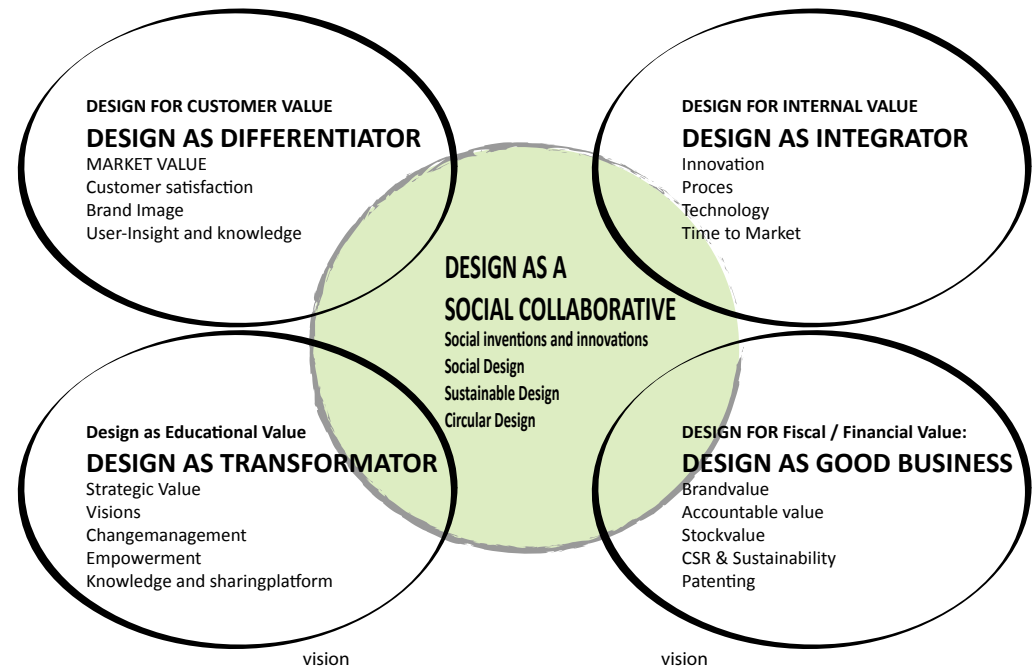 DESIGN FOR CUSTOMER VALUE
DESIGN AS DIFFERENTIATOR
MARKET VALUE
Customer satisfaction
Brand Image
User-Insight and knowledge
DESIGN FOR INTERNAL VALUE
DESIGN AS INTEGRATOR
Innovation
Proces
Technology
Time to Market
DESIGN AS A
SOCIAL COLLABORATIVE
Social inventions and innovations
Social Design
Sustainable Design
Circular Design
Design as Educational Value
DESIGN AS TRANSFORMATOR
Strategic Value
Visions
Changemanagement
Empowerment
Knowledge and sharingplatform
DESIGN FOR Fiscal / Financial Value:
DESIGN AS GOOD BUSINESS
Brandvalue
Accountable value
Stockvalue
CSR & Sustainability
Patenting
vision
vision